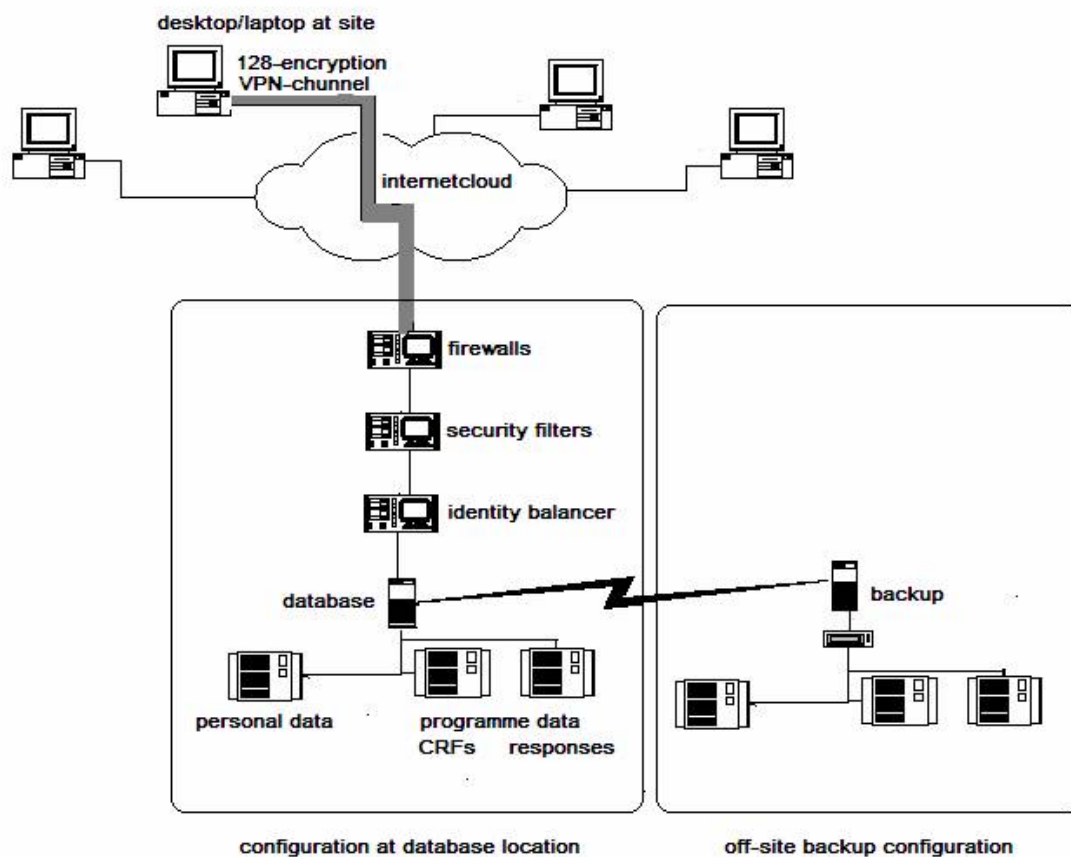 desktop/laptop at site
128-encryption
VPN-chunnel
internetcloud
firewalls
security filters
identity balancer
database
backup
personal data
programme data
CRFs responses
configuration at database location
off-site backup configuration